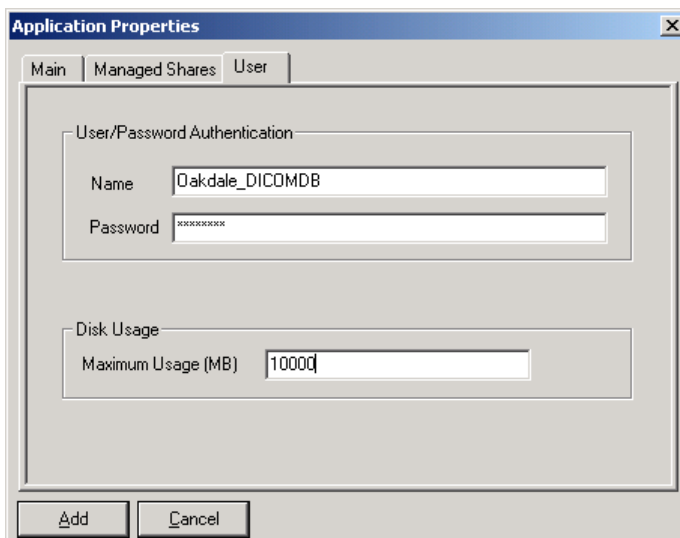 Application Properties
Main Managed Shares User
User/Password Authentication
Name Oakdale_DICOMDB
Password ********
Disk Usage
Maximum Usage (MB) 10000
Add Cancel